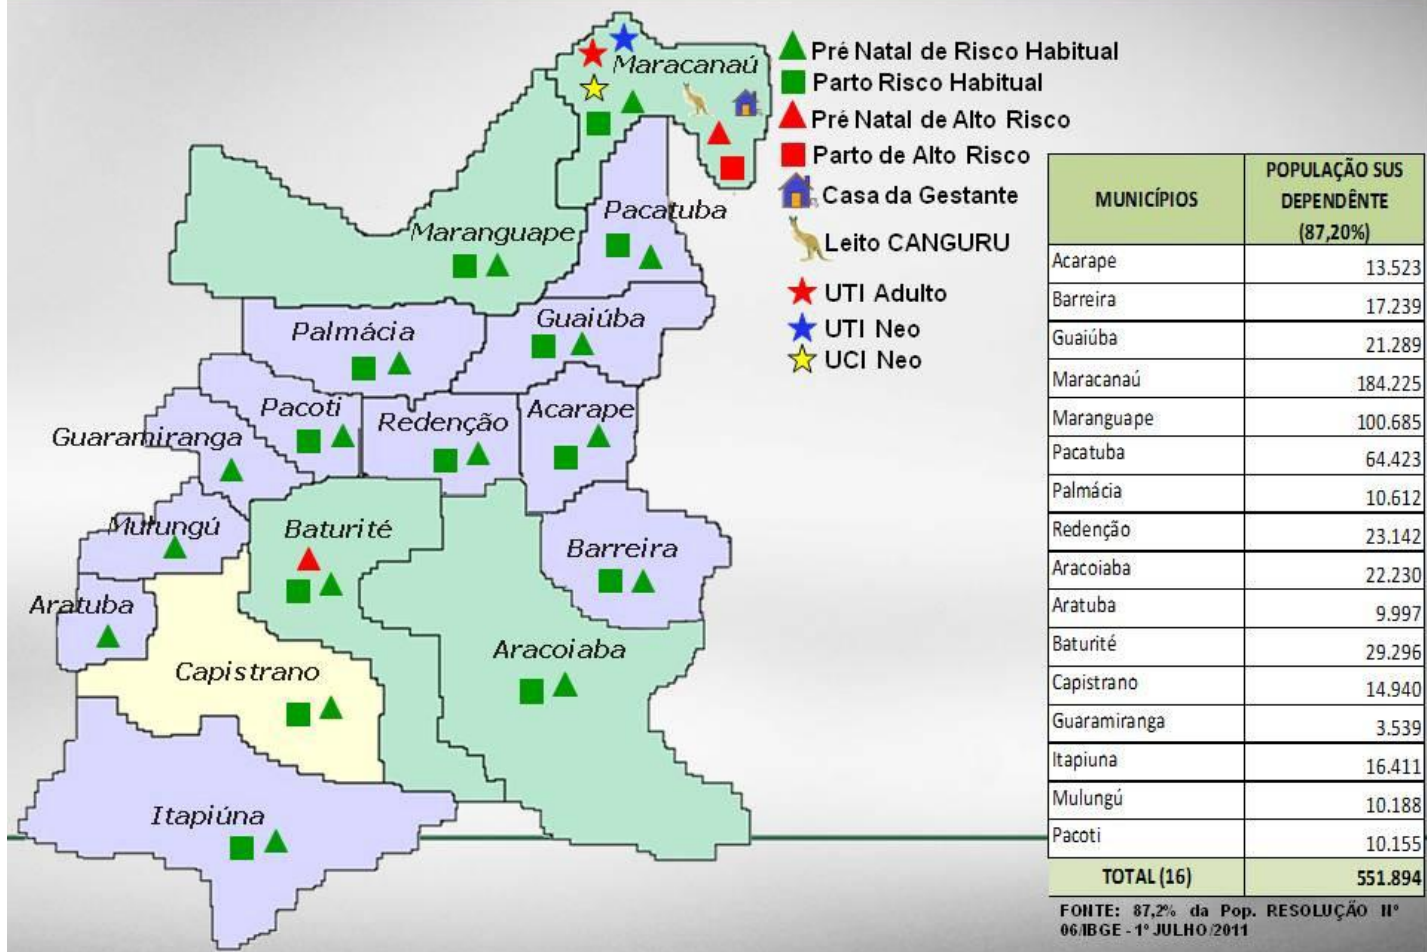 Maracanaú
Pacatuba
Maranguape
Palmácia
Guaiúba
Pacoti
Redenção
Acarape
Guaramiranga
Mulungú
Baturité
Barreira
Aratuba
Capistrano
Aracoiaba
Itapiúna
Pré Natal de Risco Habitual
Parto Risco Habitual
Pré Natal de Alto Risco
Parto de Alto Risco
Casa da Gestante
Leito CANGURU
UTI Adulto
UTI Neo
UCI Neo
MUNICÍPIOS POPULAÇÃO SUS
DEPENDÊNTE
(87,20%)
Acarape 13.523
Barreira 17.239
Guaiúba 21.289
Maracanaú 184.225
Maranguape 100.685
Pacatuba 64.423
Palmácia 10.612
Redenção 23.142
Aracoiaba 22.230
Aratuba 9.997
Baturité 29.296
Capistrano 14.940
Guaramiranga 3.539
Itapiuna 16.411
Mulungú 10.188
Pacoti 10.155
TOTAL (16) 551.894
FONTE: 87,2% da Pop. RESOLUÇÃO Nº
06/IBGE - 1º JULHO/2011